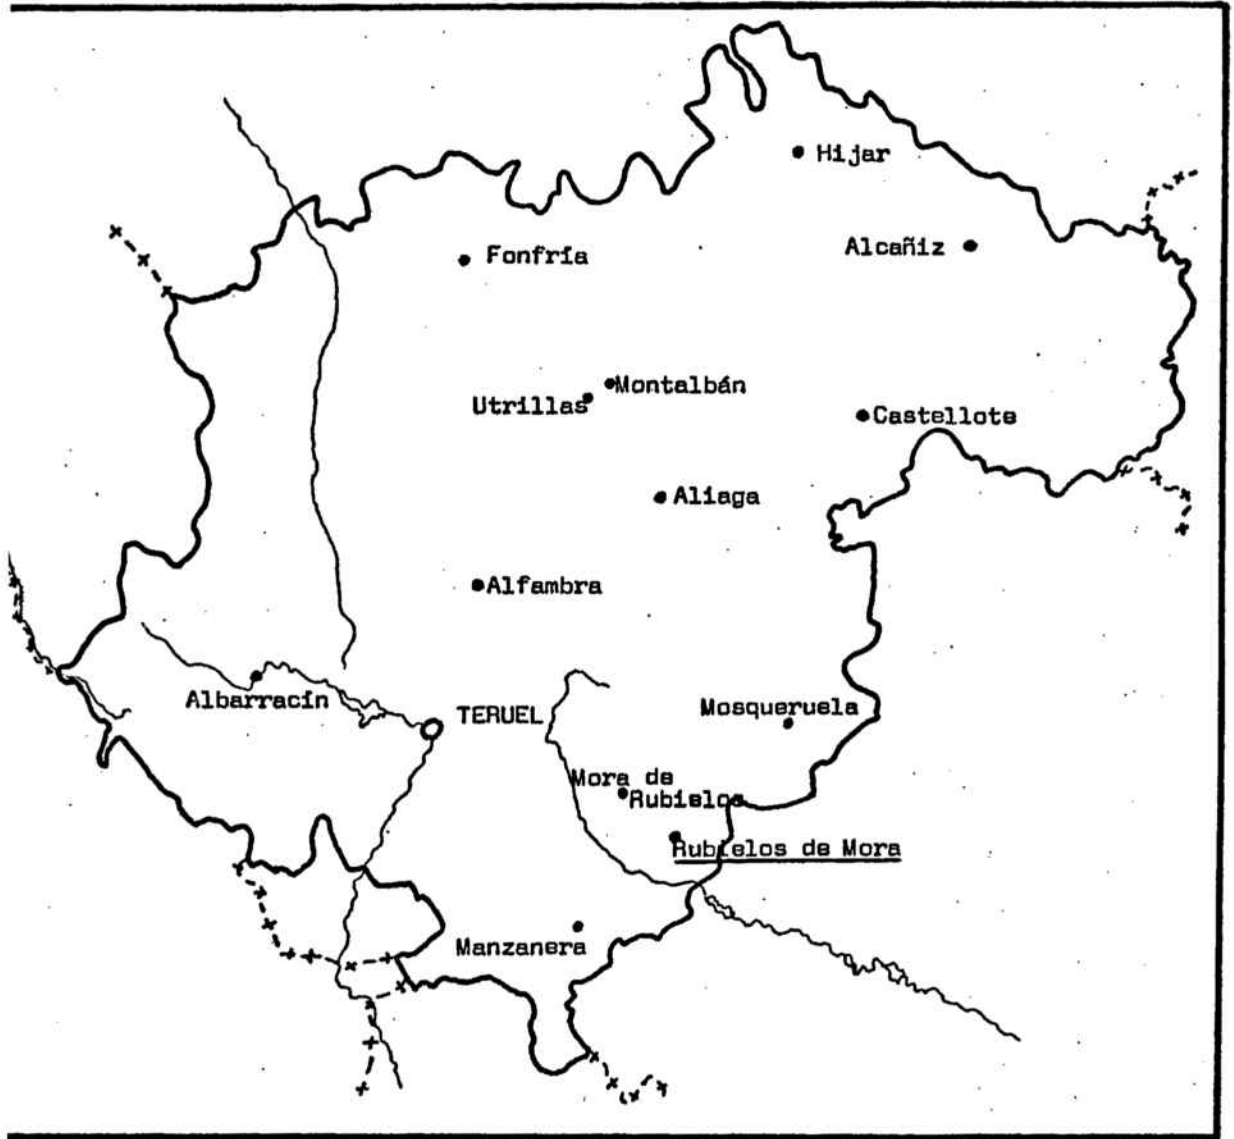 Hijar
Alcañiz
Fonfría
Montalbán
Utrillas
Castellote
Aliaga
Alfambra
Albarracín
TERUEL
Mosqueruela
Mora de
Rubielos
Rubielos de Mora
Manzanera